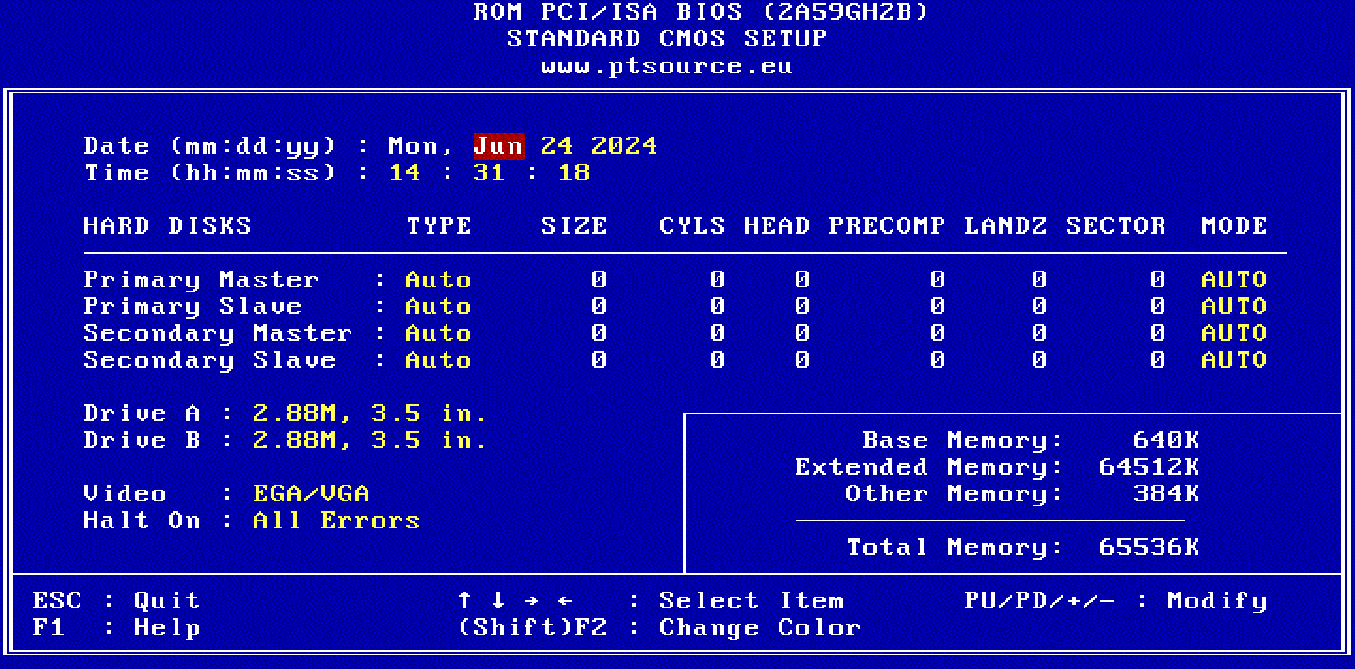 ROM PCI/ISA BIOS (2A59GH2B)
STANDARD CMOS SETUP
www.ptsource.eu
Date (mm:dd:yy) : Mon, Jun 24 2024
Time (hh:mm:ss) : 14 : 31 : 18
HARD DISKS TYPE SIZE CYLS HEAD PRECOMP LANDZ SECTOR MODE
Primary Master : Auto 0 0 0 0 0 0 AUTO
Primary Slave : Auto 0 0 0 0 0 0 AUTO
Secondary Master : Auto 0 0 0 0 0 0 AUTO
Secondary Slave : Auto 0 0 0 0 0 0 AUTO
Drive A : 2.88M, 3.5 in.
Drive B : 2.88M, 3.5 in.
Video : EGA/VGA
Halt On : All Errors
Base Memory: 640K
Extended Memory: 64512K
Other Memory: 384K
Total Memory: 65536K
ESC : Quit ↑ ↓ → ← : Select Item PU/PD/+/- : Modify
F1 : Help (Shift)F2 : Change Color